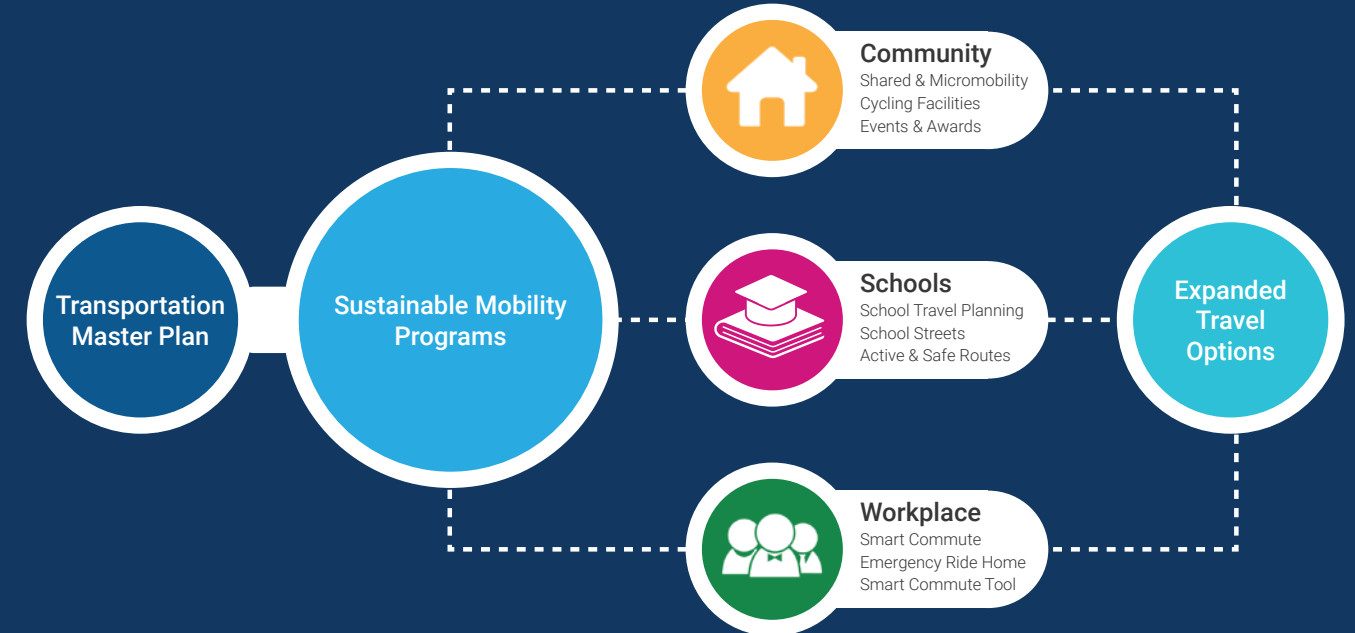 Transportation
Master Plan
Sustainable Mobility
Programs
Community
Shared & Micromobility
Cycling Facilities
Events & Awards
Schools
School Travel Planning
School Streets
Active & Safe Routes
Workplace
Smart Commute
Emergency Ride Home
Smart Commute Tool
Expanded
Travel
Options